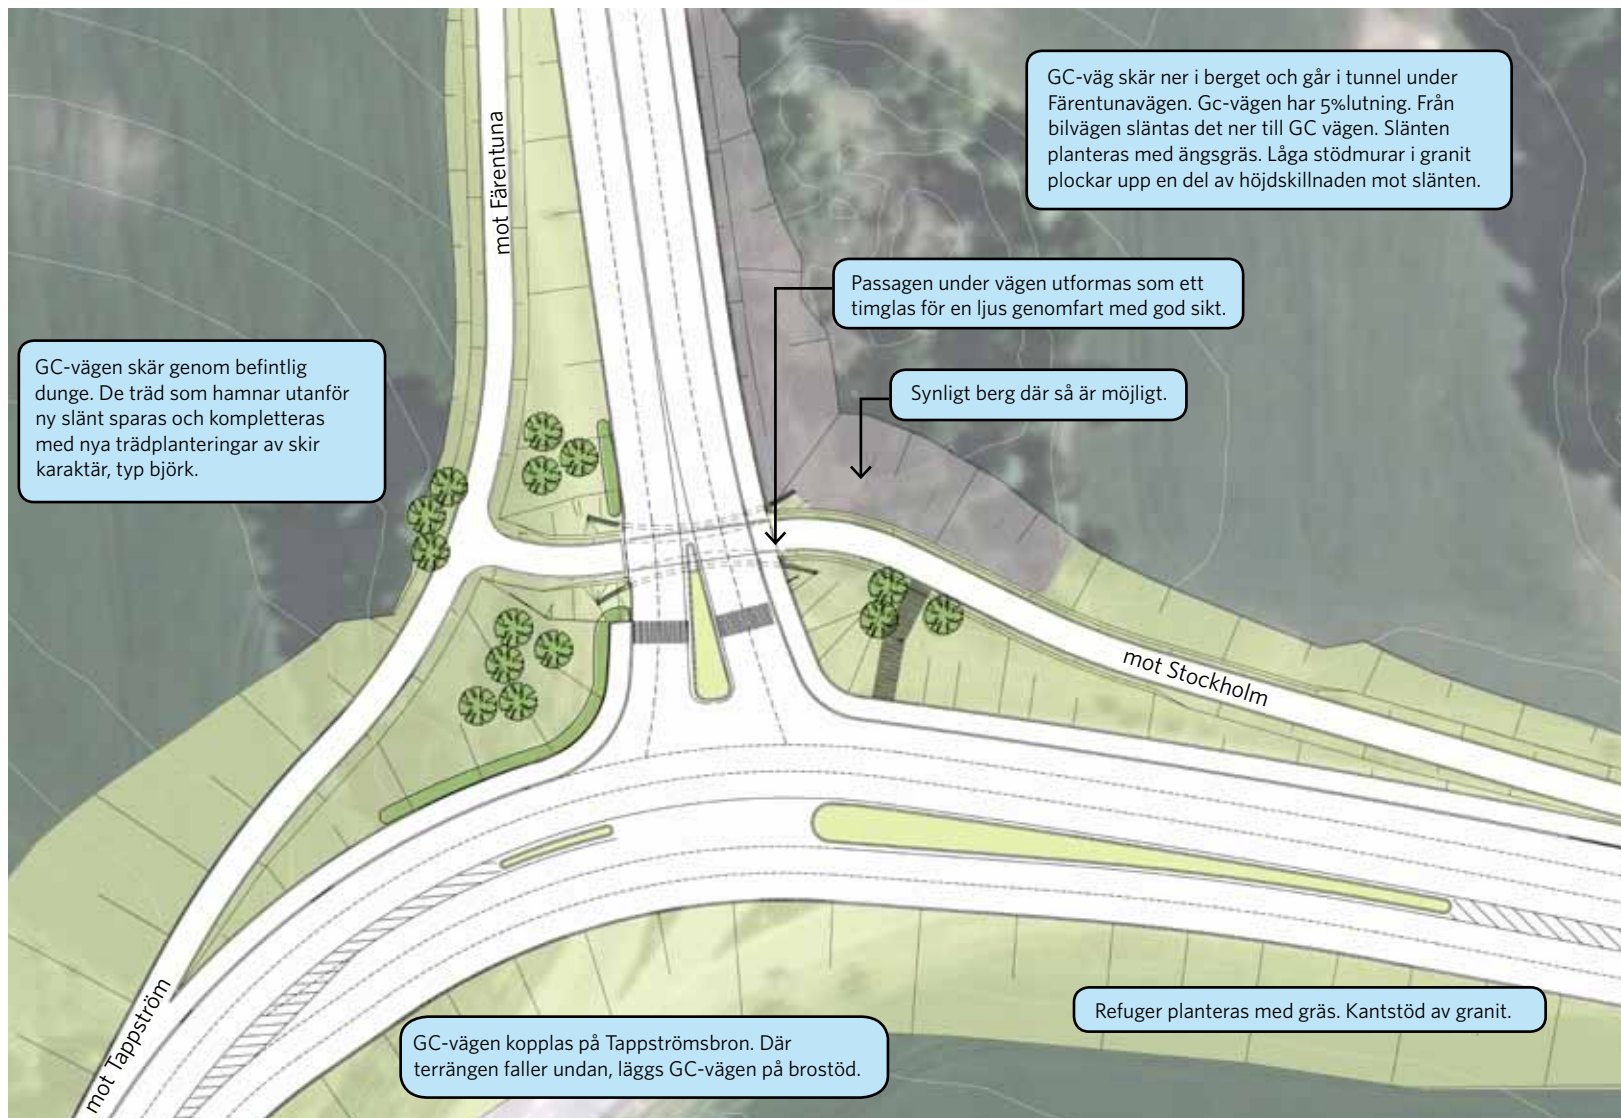 GC-väg skär ner i berget och går i tunnel under
Färentunavägen. Gc-vägen har 5%lutning. Från
bilvägen släntas det ner till GC vägen. Slänten
planteras med ängsgräs. Låga stödmurar i granit
plockar upp en del av höjdskillnaden mot slänten.
mot Färentuna
Passagen under vägen utformas som ett
timglas för en ljus genomfart med god sikt.
GC-vägen skär genom befintlig
dunge. De träd som hamnar utanför
ny slänt sparas och kompletteras
med nya trädplanteringar av skir
karaktär, typ björk.
Synligt berg där så är möjligt.
mot Stockholm
mot Tappström
Refuger planteras med gräs. Kantstöd av granit.
GC-vägen kopplas på Tappströmsbron. Där
terrängen faller undan, läggs GC-vägen på brostöd.